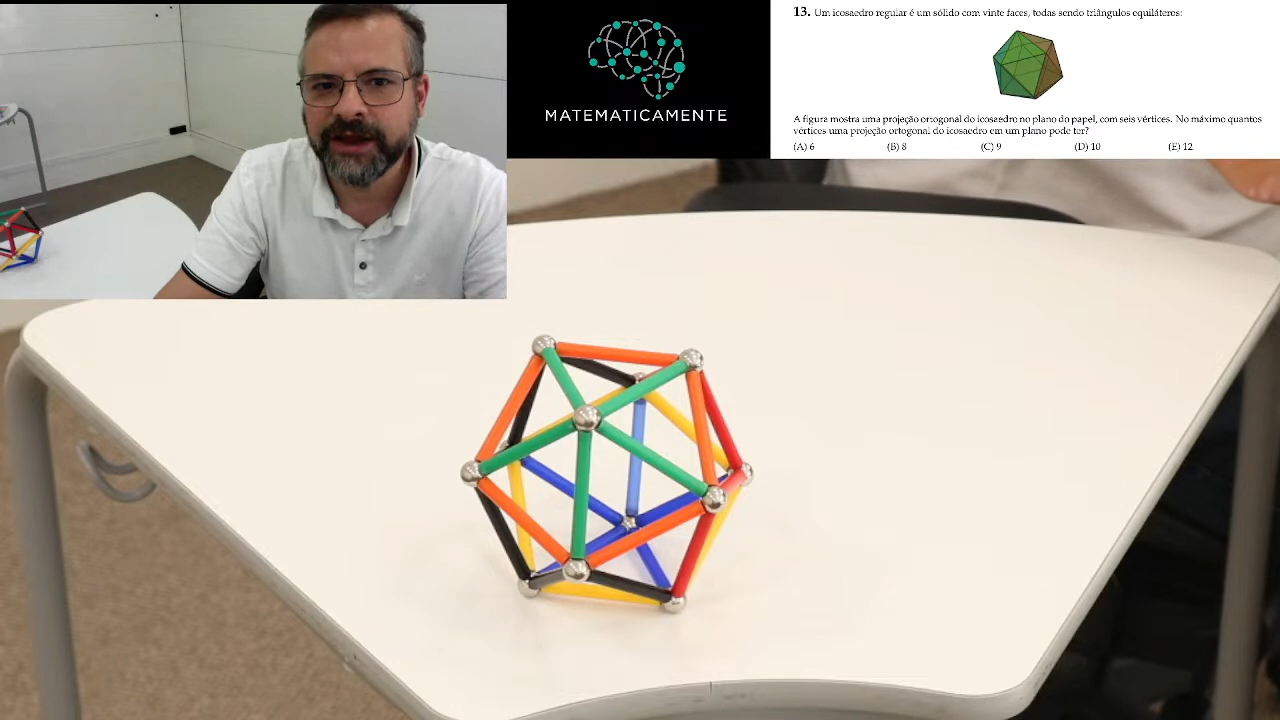 MATEMATICAMENTE
13. Um icosaedro regular é um sólido com vinte faces, todas sendo triângulos equiláteros:
A figura mostra uma projeção ortogonal do icosaedro no plano do papel, com seis vértices. No máximo quantos
vértices uma projeção ortogonal do icosaedro em um plano pode ter?
(A) 6 (B) 8 (C) 9 (D) 10 (E) 12